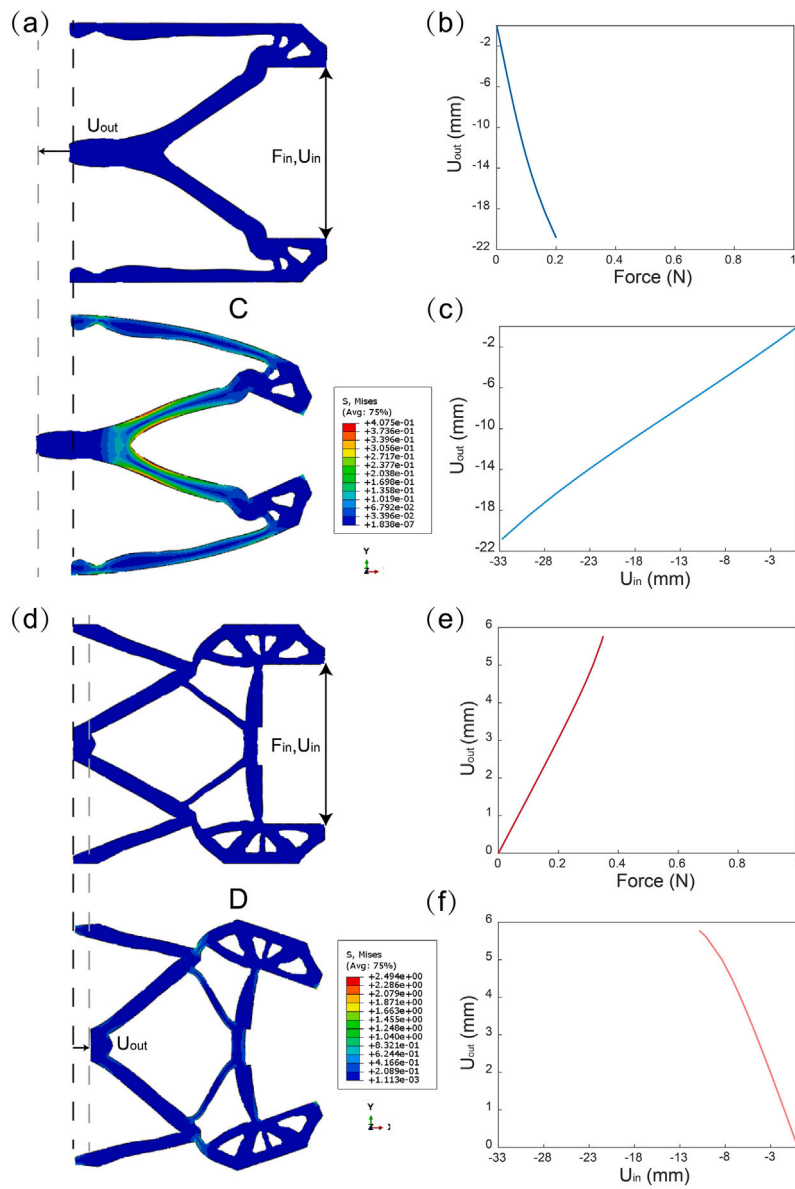 (a)
Uout
Fin,Uin
(b)
Uout (mm)
-2
-6
-10
-14
-18
-22
0
0.2
0.4
0.6
0.8
1
Force (N)
C
S, Mises
(Avg: 75%)
+4.075e-01
+3.736e-01
+3.396e-01
+3.056e-01
+2.717e-01
+2.377e-01
+2.038e-01
+1.698e-01
+1.358e-01
+1.019e-01
+6.792e-02
+3.396e-02
+1.838e-07
Y
Z
(c)
Uout (mm)
-2
-6
-10
-14
-18
-22
-33
-28
-23
-18
-13
-8
-3
Uin (mm)
(d)
Fin,Uin
(e)
Uout (mm)
6
5
4
3
2
1
0
0
0.2
0.4
0.6
0.8
Force (N)
D
Uout
S, Mises
(Avg: 75%)
+2.494e+00
+2.286e+00
+2.079e+00
+1.871e+00
+1.663e+00
+1.455e+00
+1.248e+00
+1.040e+00
+8.321e-01
+6.244e-01
+4.166e-01
+2.089e-01
+1.113e-03
Y
Z
(f)
Uout (mm)
6
5
4
3
2
1
0
-33
-28
-23
-18
-13
-8
-3
Uin (mm)